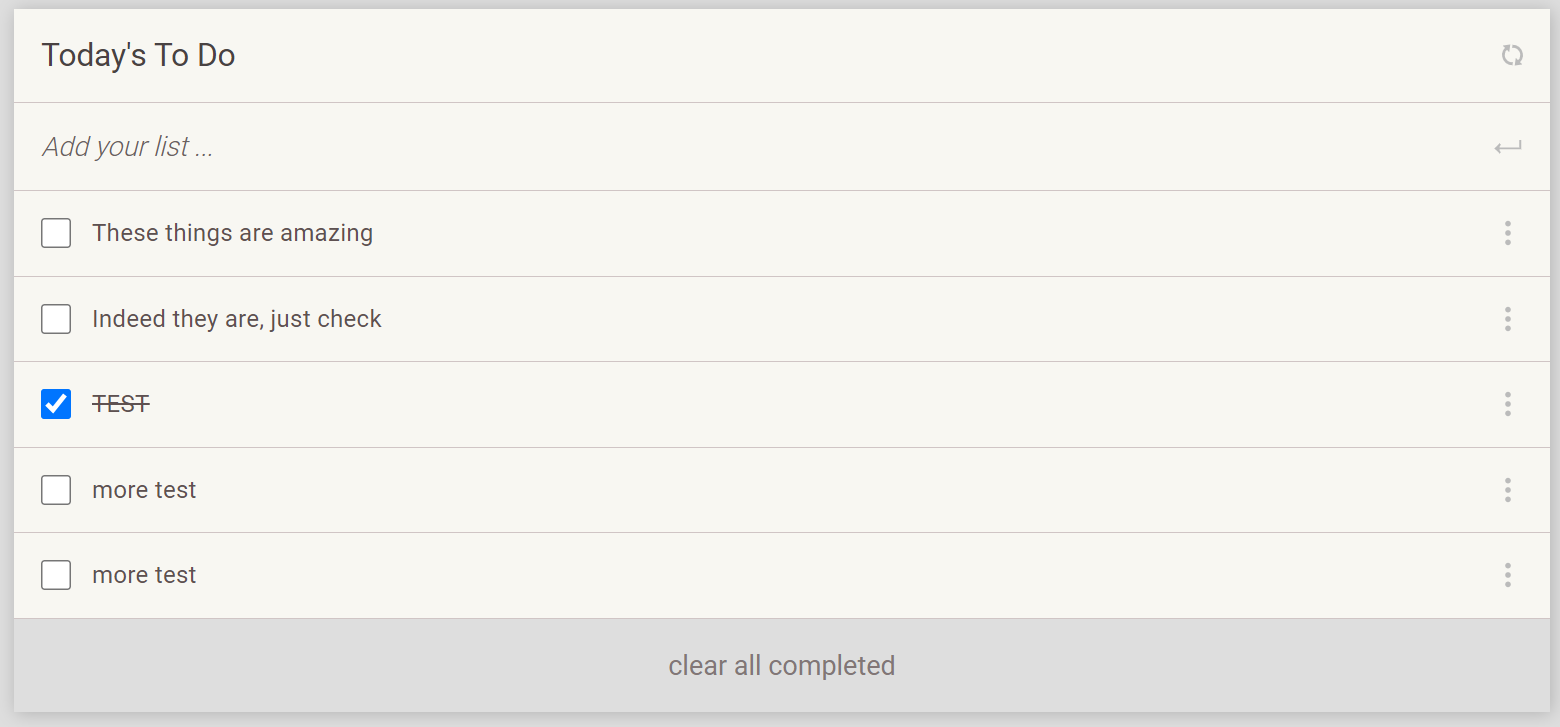 Today's To Do
Add your list ...
These things are amazing
Indeed they are, just check
TEST
more test
more test
clear all completed